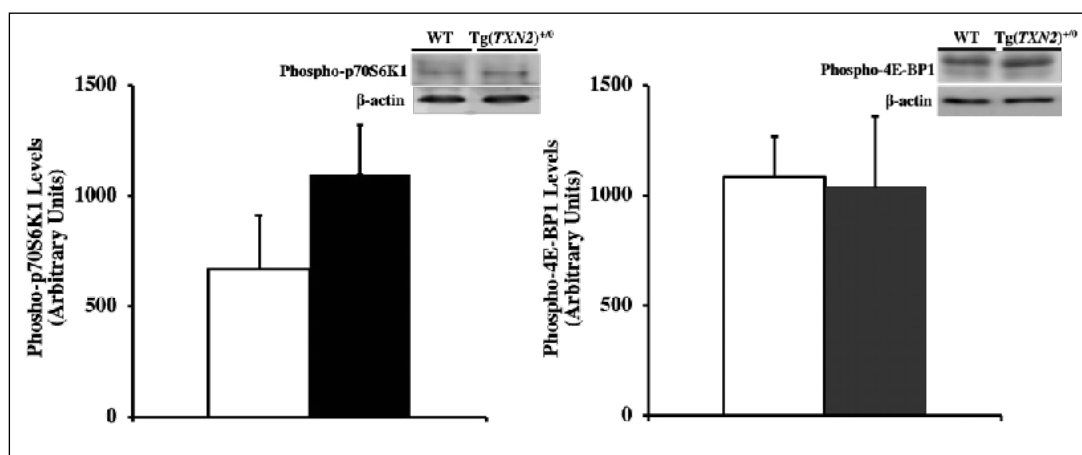 WT Tg(TXN2)+/0
Phospho-p70S6K1
β-actin
1500
1000
500
0
Phosho-p70S6K1 Levels
(Arbitrary Units)
WT Tg(TXN2)+/0
Phospho-4E-BP1
β-actin
1500
1000
500
0
Phospho-4E-BP1 Levels
(Arbitrary Units)